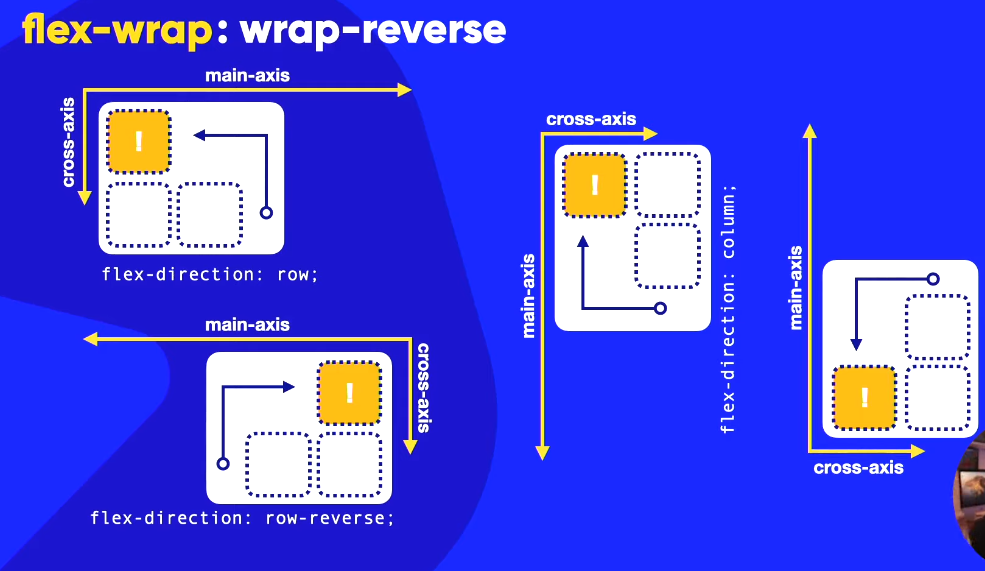 flex-wrap: wrap-reverse
main-axis
cross-axis
!
flex-direction: row;
main-axis
cross-axis
!
flex-direction: row-reverse;
cross-axis
main-axis
!
flex-direction: column;
main-axis
!
cross-axis